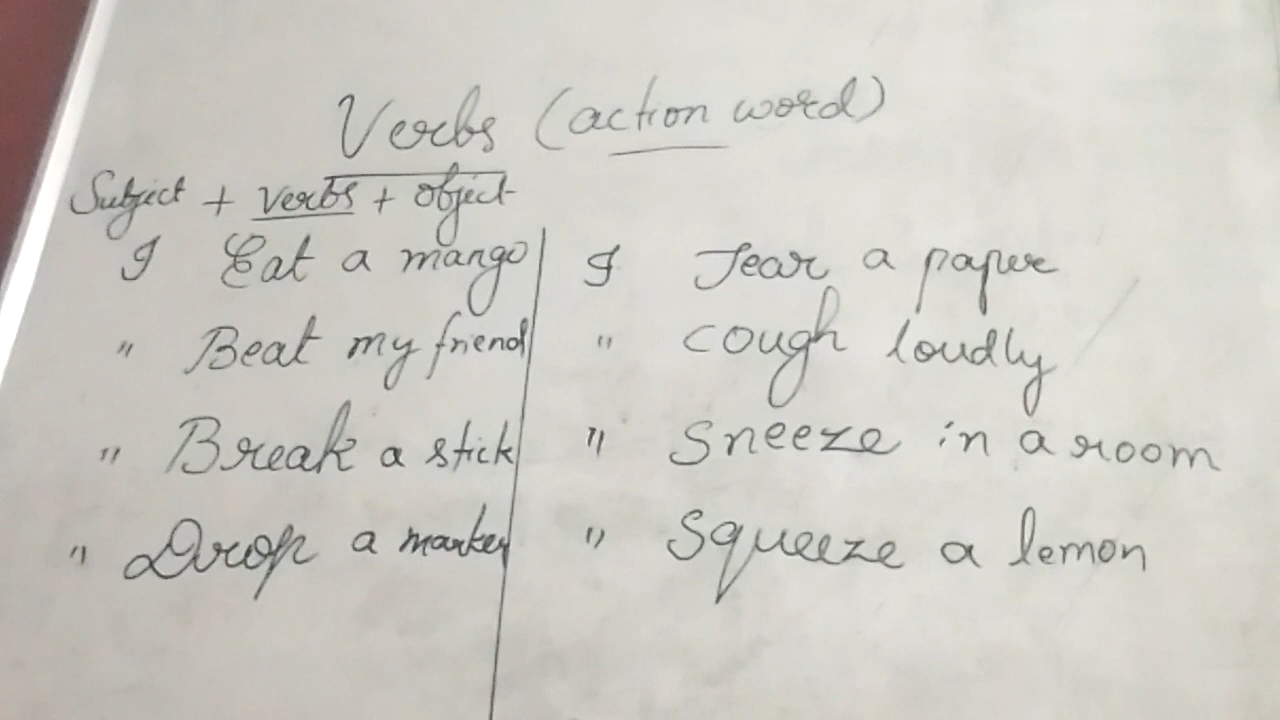 Verbs (action word)
Subject + verbs + object
I Eat a mango
" Beat my friend
" Break a stick
" Drop a marker
I Tear a paper
" cough loudly
" Sneeze in a room
" Squeeze a lemon